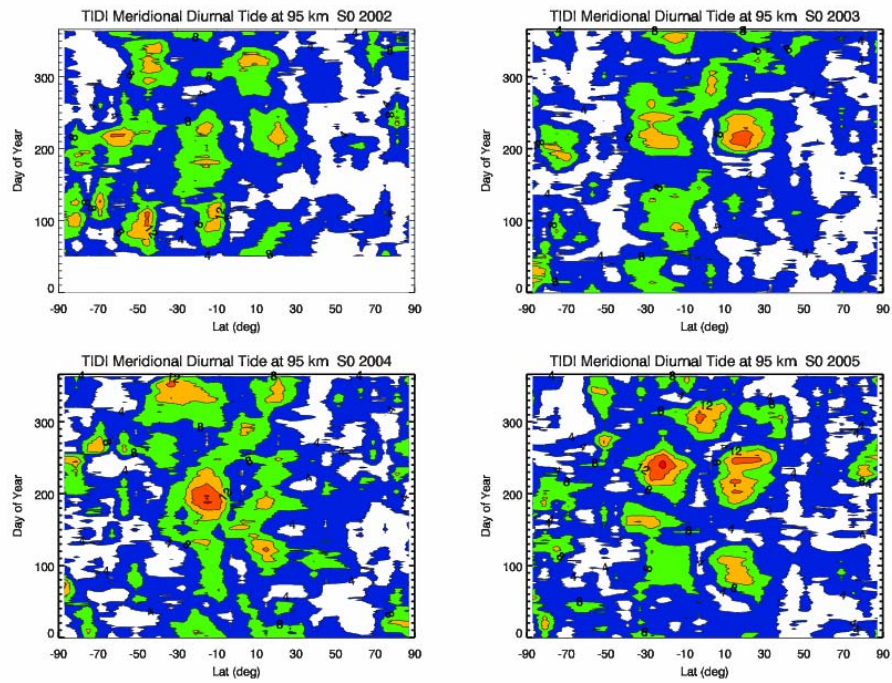 TIDI Meridional Diurnal Tide at 95 km S0 2002
Day of Year
300
200
100
0
-90 -70 -50 -30 -10 10 30 50 70 90
Lat (deg)
TIDI Meridional Diurnal Tide at 95 km S0 2003
Day of Year
300
200
100
0
-90 -70 -50 -30 -10 10 30 50 70 90
Lat (deg)
TIDI Meridional Diurnal Tide at 95 km S0 2004
Day of Year
300
200
100
0
-90 -70 -50 -30 -10 10 30 50 70 90
Lat (deg)
TIDI Meridional Diurnal Tide at 95 km S0 2005
Day of Year
300
200
100
0
-90 -70 -50 -30 -10 10 30 50 70 90
Lat (deg)